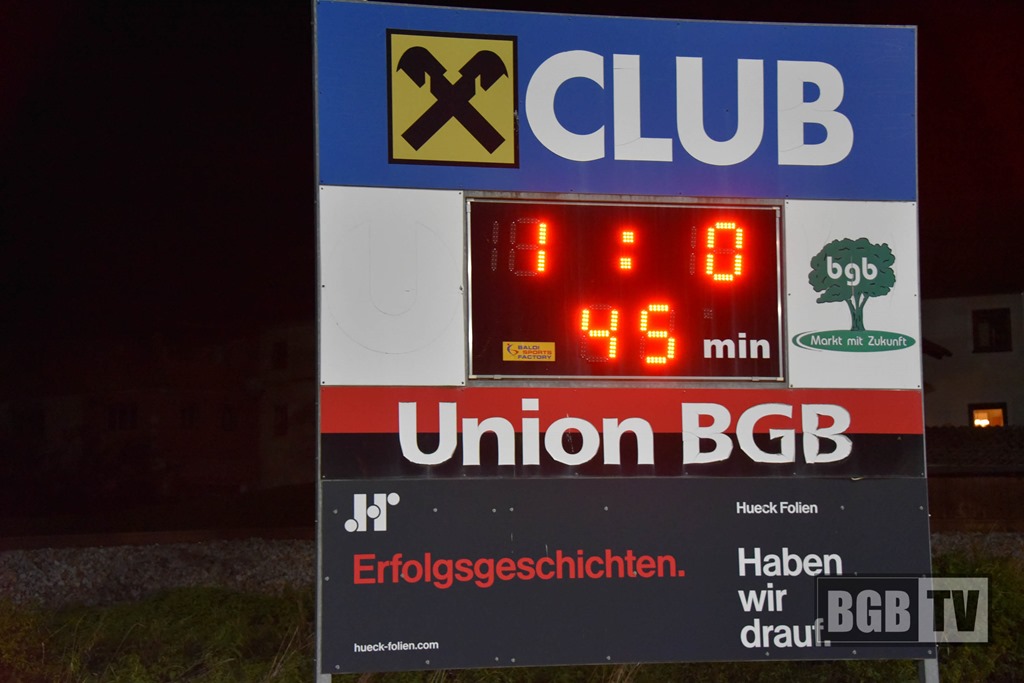 CLUB
1 : 0
45 min
BALDI
SPORTS
FACTORY
bgb
Markt mit Zukunft
Union BGB
Hueck Folien
Erfolgsgeschichten.
Haben
wir
drauf.
hueck-folien.com
BGB TV